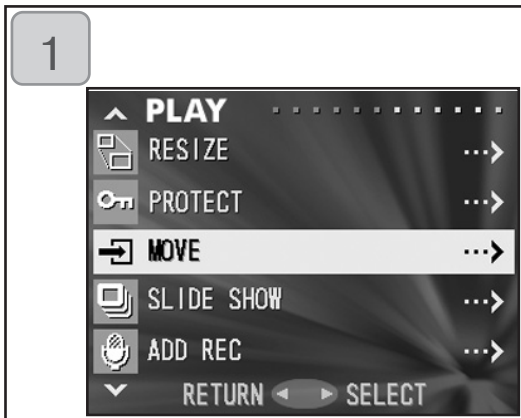 1
PLAY
RESIZE
PROTECT
MOVE
SLIDE SHOW
ADD REC
RETURN SELECT